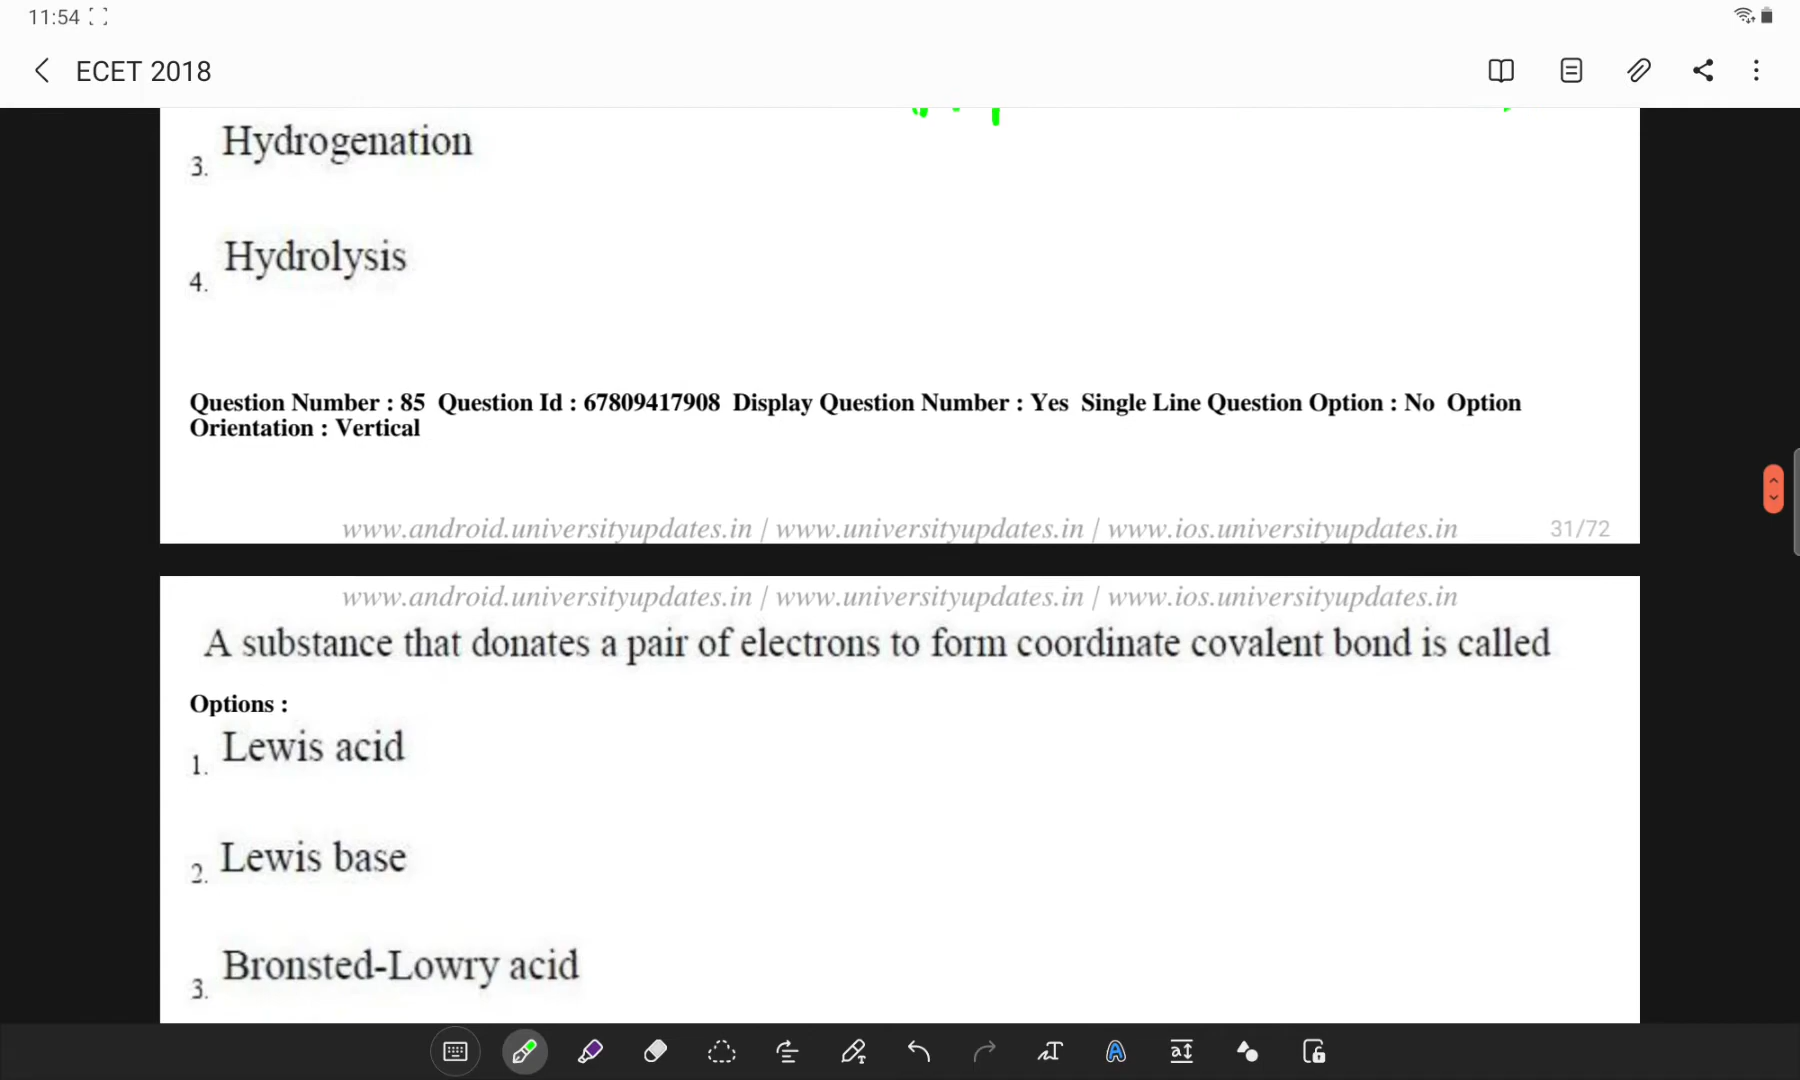 11:54
ECET 2018
3. Hydrogenation
4. Hydrolysis
Question Number : 85 Question Id : 67809417908 Display Question Number : Yes Single Line Question Option : No Option
Orientation : Vertical
www.android.universityupdates.in | www.universityupdates.in | www.ios.universityupdates.in
31/72
www.android.universityupdates.in | www.universityupdates.in | www.ios.universityupdates.in
A substance that donates a pair of electrons to form coordinate covalent bond is called
Options :
1. Lewis acid
2. Lewis base
3. Bronsted-Lowry acid